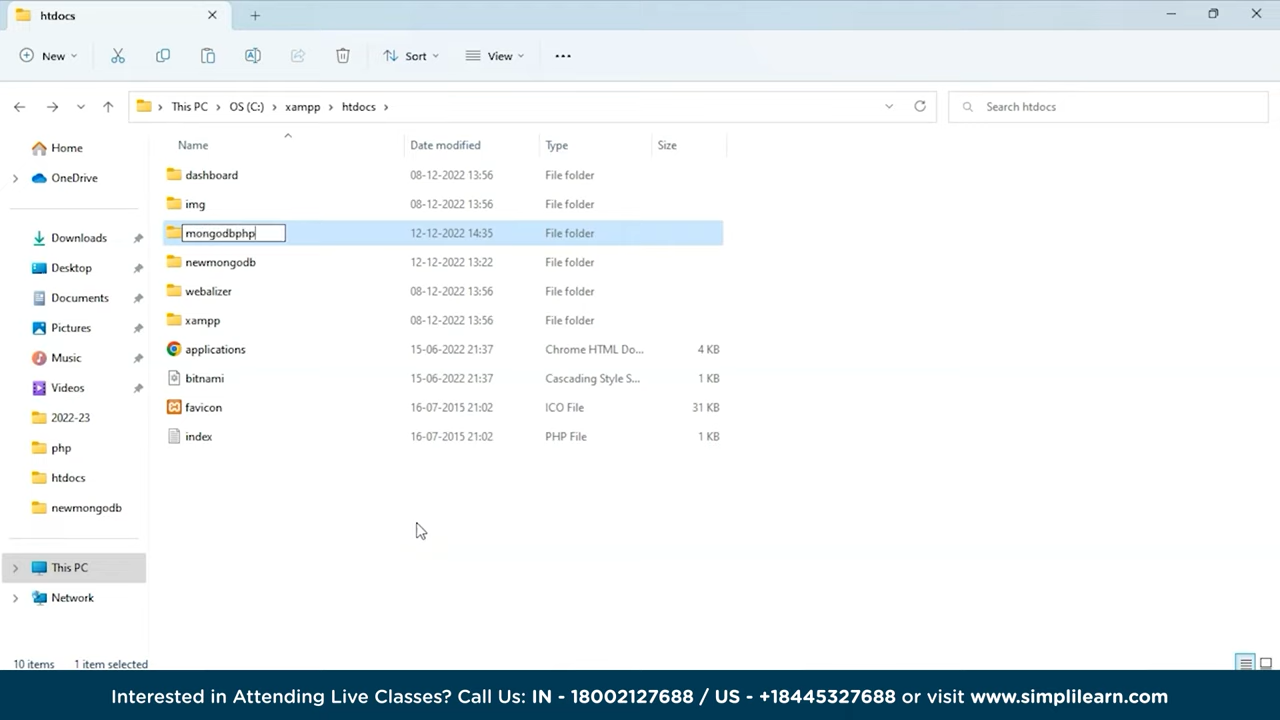 htdocs
New
Sort
View
This PC
OS (C:)
xampp
htdocs
Search htdocs
Home
OneDrive
Downloads
Desktop
Documents
Pictures
Music
Videos
2022-23
php
htdocs
newmongodb
This PC
Network
Name Date modified Type Size
dashboard 08-12-2022 13:56 File folder
img 08-12-2022 13:56 File folder
mongodbphp 12-12-2022 14:35 File folder
newmongodb 12-12-2022 13:22 File folder
webalizer 08-12-2022 13:56 File folder
xampp 08-12-2022 13:56 File folder
applications 15-06-2022 21:37 Chrome HTML Do... 4 KB
bitnami 15-06-2022 21:37 Cascading Style S... 1 KB
favicon 16-07-2015 21:02 ICO File 31 KB
index 16-07-2015 21:02 PHP File 1 KB
10 items 1 item selected
Interested in Attending Live Classes? Call Us: IN - 18002127688 / US - +18445327688 or visit www.simplilearn.com